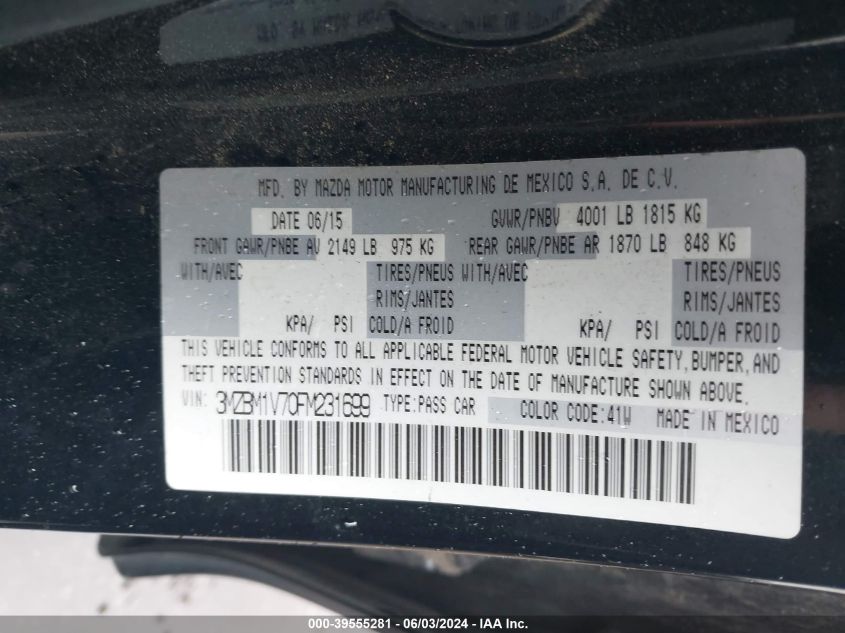 MFD. BY MAZDA MOTOR MANUFACTURING DE MEXICO S.A. DE C.V.
DATE 06/15 GVWR/PNBV 4001 LB 1815 KG
FRONT GAWR/PNBE AV 2149 LB 975 KG REAR GAWR/PNBE AR 1870 LB 848 KG
WITH/AVEC TIRES/PNEUS WITH/AVEC TIRES/PNEUS
RIMS/JANTES RIMS/JANTES
KPA/ PSI COLD/A FROID KPA/ PSI COLD/A FROID
THIS VEHICLE CONFORMS TO ALL APPLICABLE FEDERAL MOTOR VEHICLE SAFETY, BUMPER, AND
THEFT PREVENTION STANDARDS IN EFFECT ON THE DATE OF MANUFACTURE SHOWN ABOVE.
VIN: 3MZBM1V70FM231699 TYPE:PASS CAR COLOR CODE:41W MADE IN MEXICO
000-39555281 - 06/03/2024 - IAA Inc.